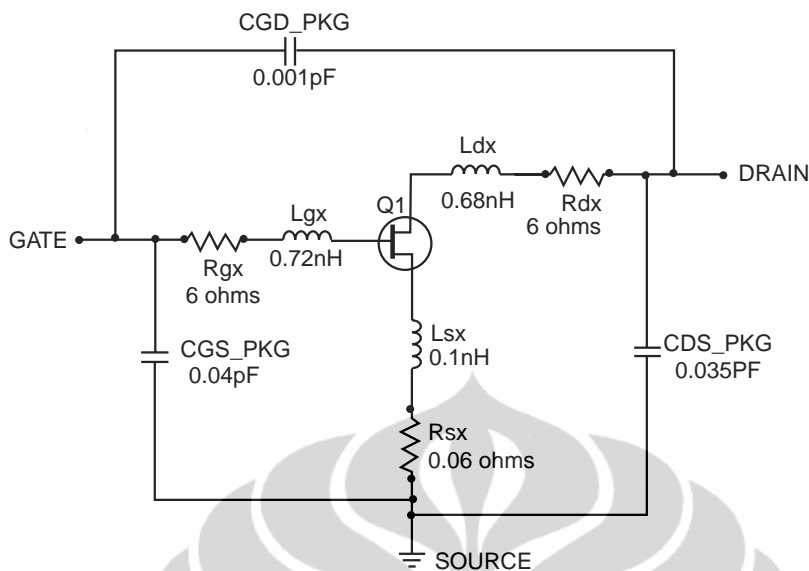 CGD_PKG
0.001pF
Ldx
0.68nH
Rdx
6 ohms
DRAIN
Q1
Lgx
0.72nH
GATE
Rgx
6 ohms
Lsx
0.1nH
CGS_PKG
0.04pF
CDS_PKG
0.035PF
Rsx
0.06 ohms
SOURCE